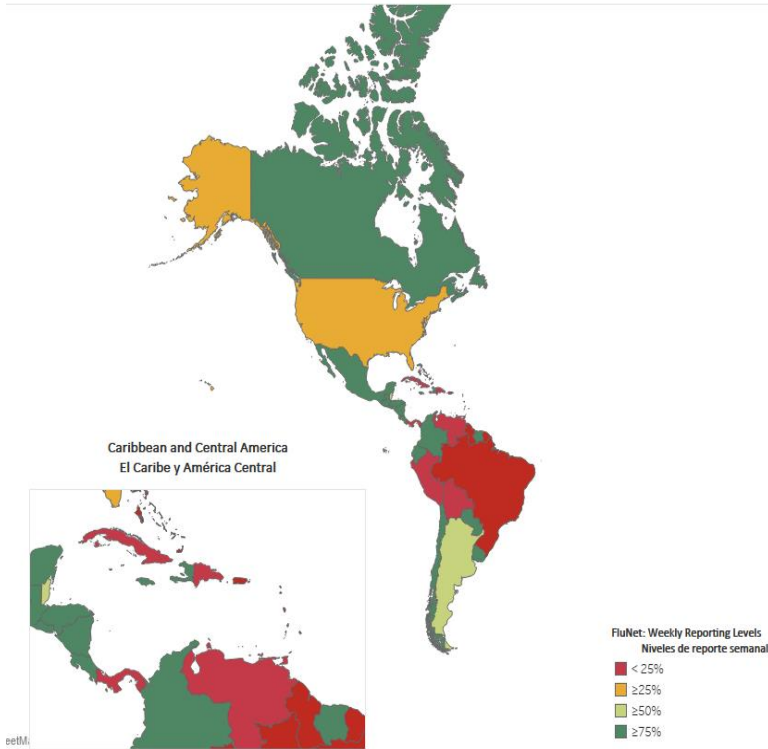 Caribbean and Central America
El Caribe y América Central
FluNet: Weekly Reporting Levels
Niveles de reporte semanal
< 25%
≥25%
≥50%
≥75%